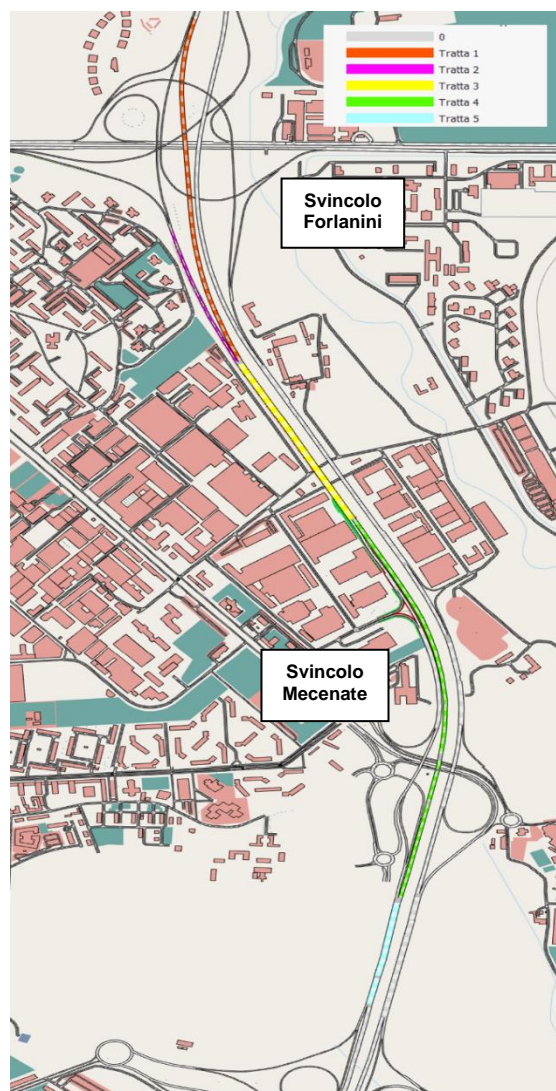 0
Tratta 1
Tratta 2
Tratta 3
Tratta 4
Tratta 5
Svincolo
Forlanini
Svincolo
Mecenate